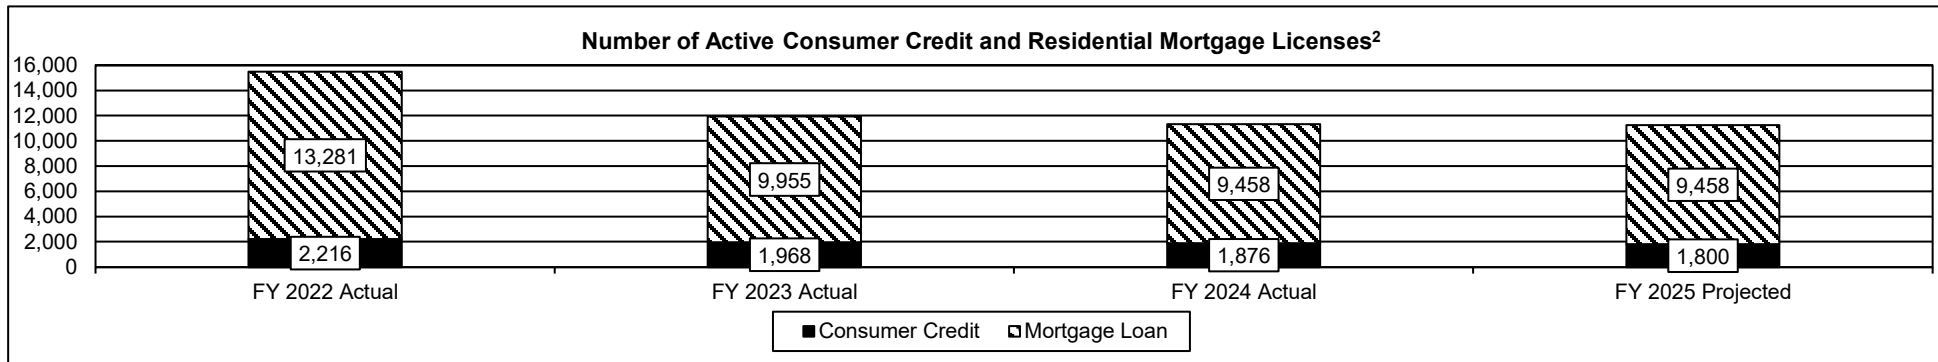 Number of Active Consumer Credit and Residential Mortgage Licenses²
16,000
14,000
12,000
10,000
8,000
6,000
4,000
2,000
0
13,281
2,216
9,955
1,968
9,458
1,876
9,458
1,800
FY 2022 Actual
FY 2023 Actual
FY 2024 Actual
FY 2025 Projected
Consumer Credit
Mortgage Loan